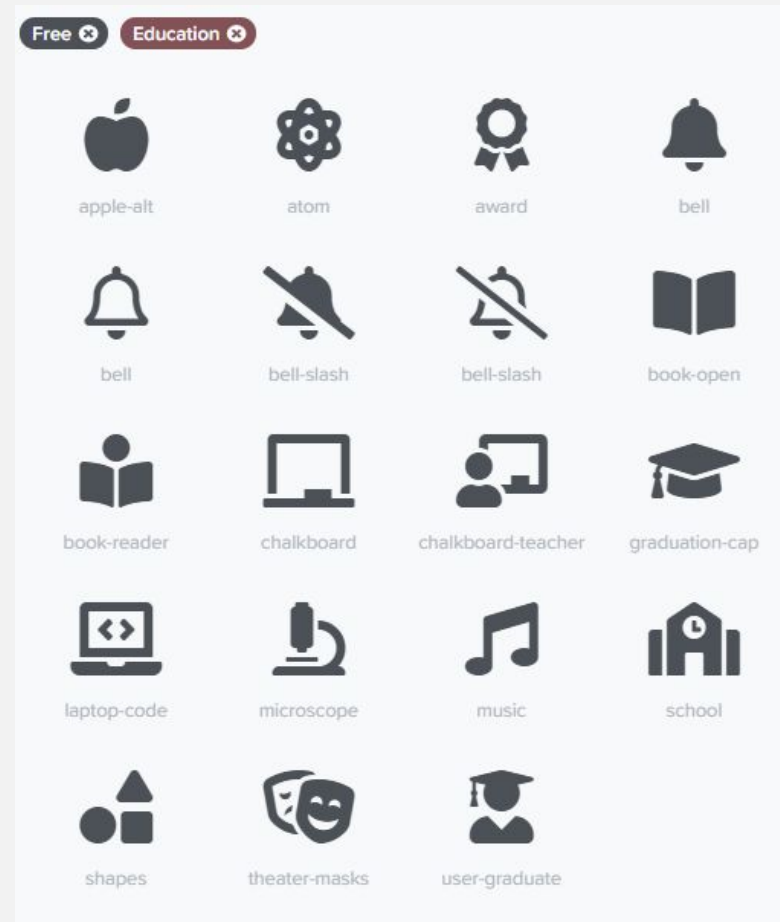 Free Education
apple-alt atom award bell
bell bell-slash bell-slash book-open
book-reader chalkboard chalkboard-teacher graduation-cap
laptop-code microscope music school
shapes theater-masks user-graduate